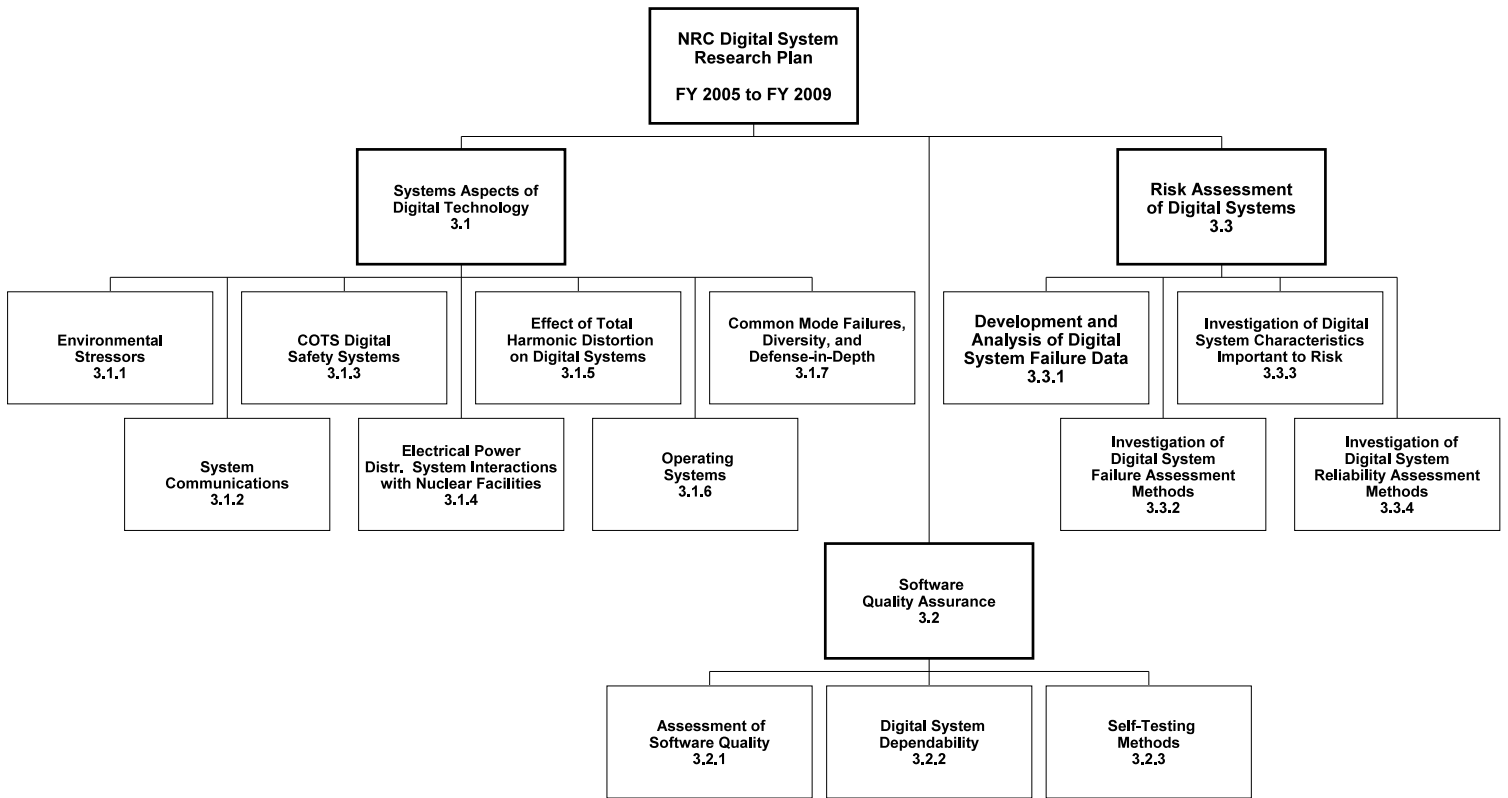 NRC Digital System
Research Plan
FY 2005 to FY 2009
Systems Aspects of
Digital Technology
3.1
Risk Assessment
of Digital Systems
3.3
Environmental
Stressors
3.1.1
COTS Digital
Safety Systems
3.1.3
Effect of Total
Harmonic Distortion
on Digital Systems
3.1.5
Common Mode Failures,
Diversity, and
Defense-in-Depth
3.1.7
Development and
Analysis of Digital
System Failure Data
3.3.1
Investigation of Digital
System Characteristics
Important to Risk
3.3.3
System
Communications
3.1.2
Electrical Power
Distr. System Interactions
with Nuclear Facilities
3.1.4
Operating
Systems
3.1.6
Investigation of
Digital System
Failure Assessment
Methods
3.3.2
Investigation of
Digital System
Reliability Assessment
Methods
3.3.4
Software
Quality Assurance
3.2
Assessment of
Software Quality
3.2.1
Digital System
Dependability
3.2.2
Self-Testing
Methods
3.2.3